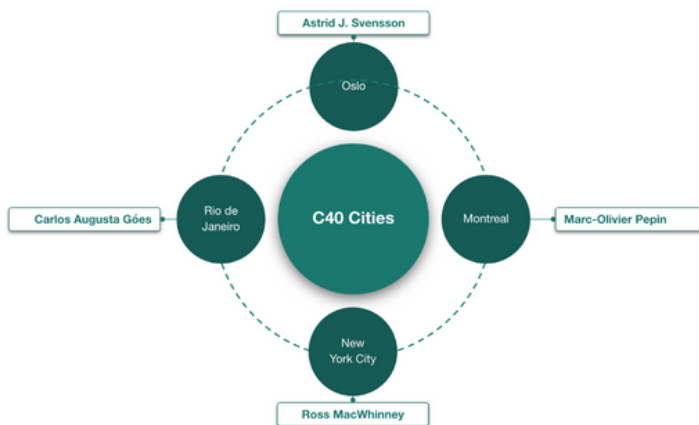 Astrid J. Svensson
Oslo
Carlos Augusta Góes
Rio de
Janeiro
C40 Cities
Montreal
Marc-Olivier Pepin
New
York City
Ross MacWhinney